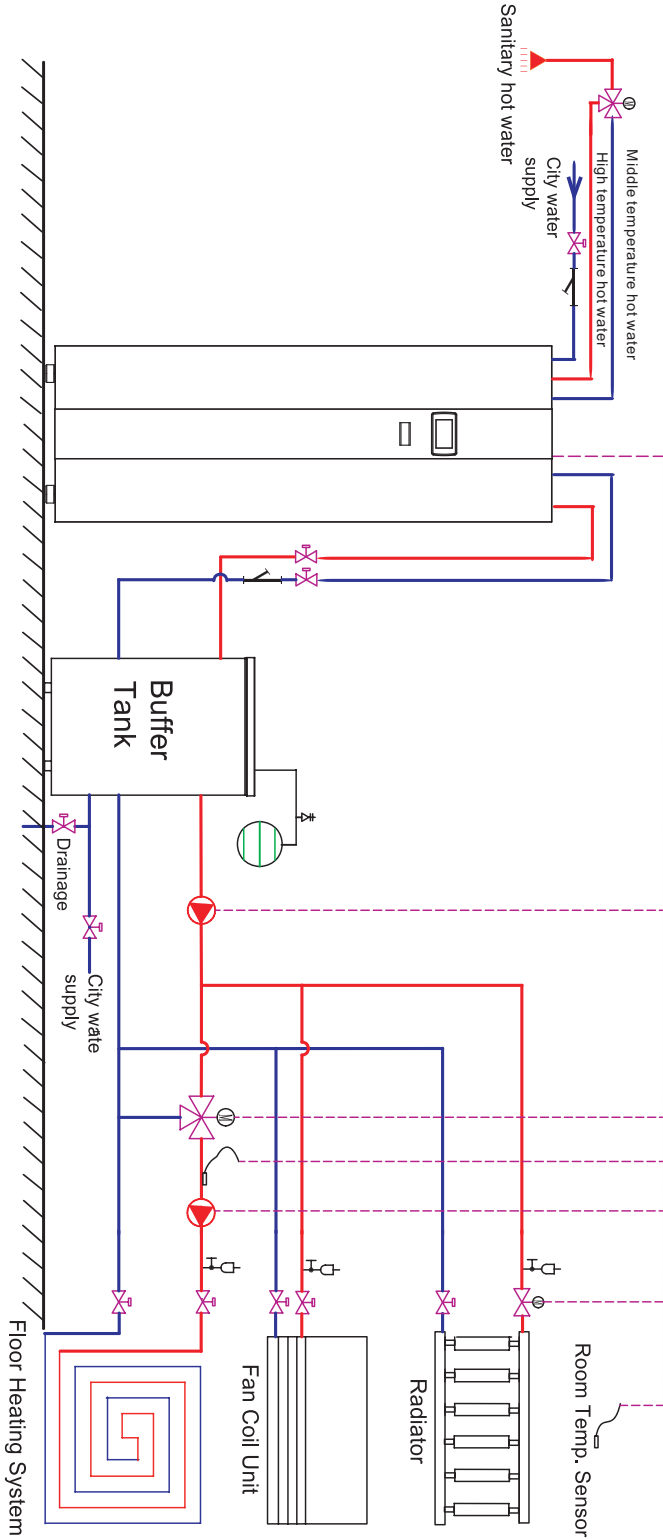 Sanitary hot water
Middle temperature hot water
High temperature hot water
City water
supply
M
Buffer
Tank
Drainage
City wate
supply
M
M
Room Temp. Sensor
Radiator
Fan Coil Unit
Floor Heating System